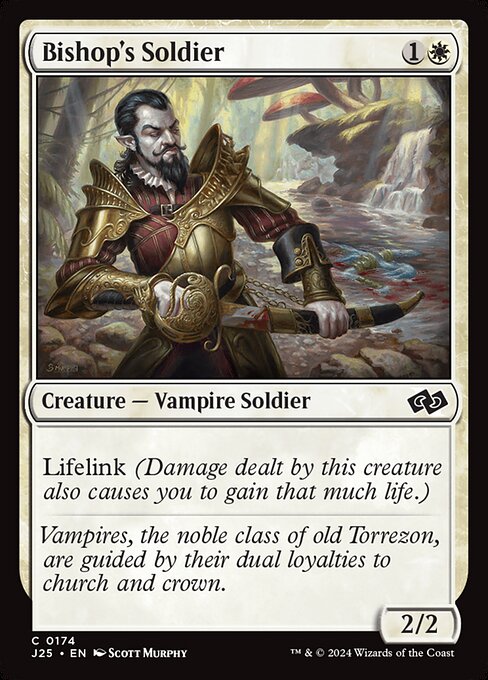 Bishop's Soldier 1
Creature — Vampire Soldier
Lifelink (Damage dealt by this creature
also causes you to gain that much life.)
Vampires, the noble class of old Torrezon,
are guided by their dual loyalties to
church and crown.
2/2
C 0174
J25 • EN Scott Murphy
™ & © 2024 Wizards of the Coast